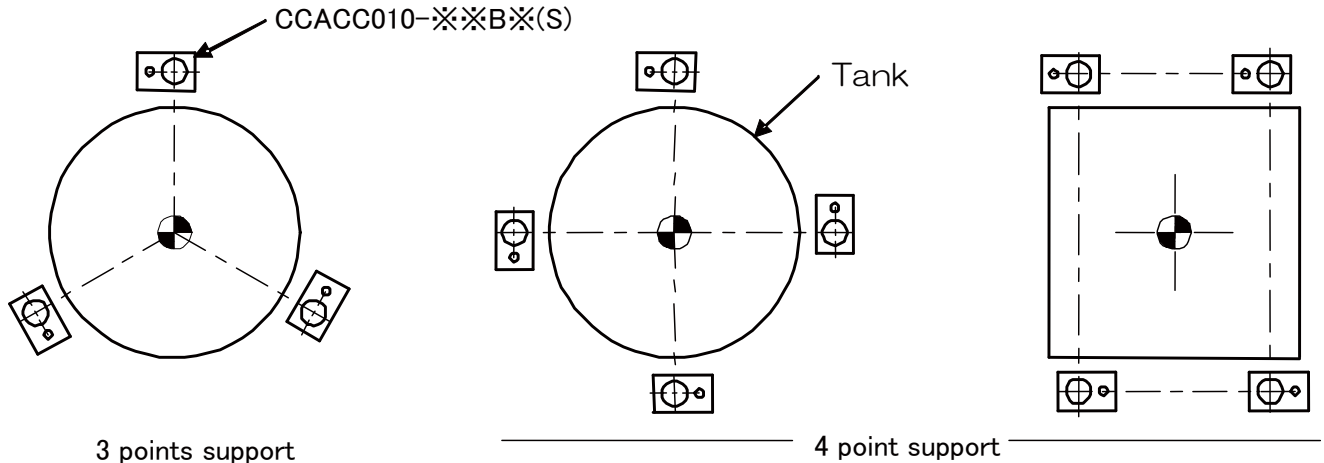 CCACC010-※※B※(S)
Tank
3 points support
4 point support